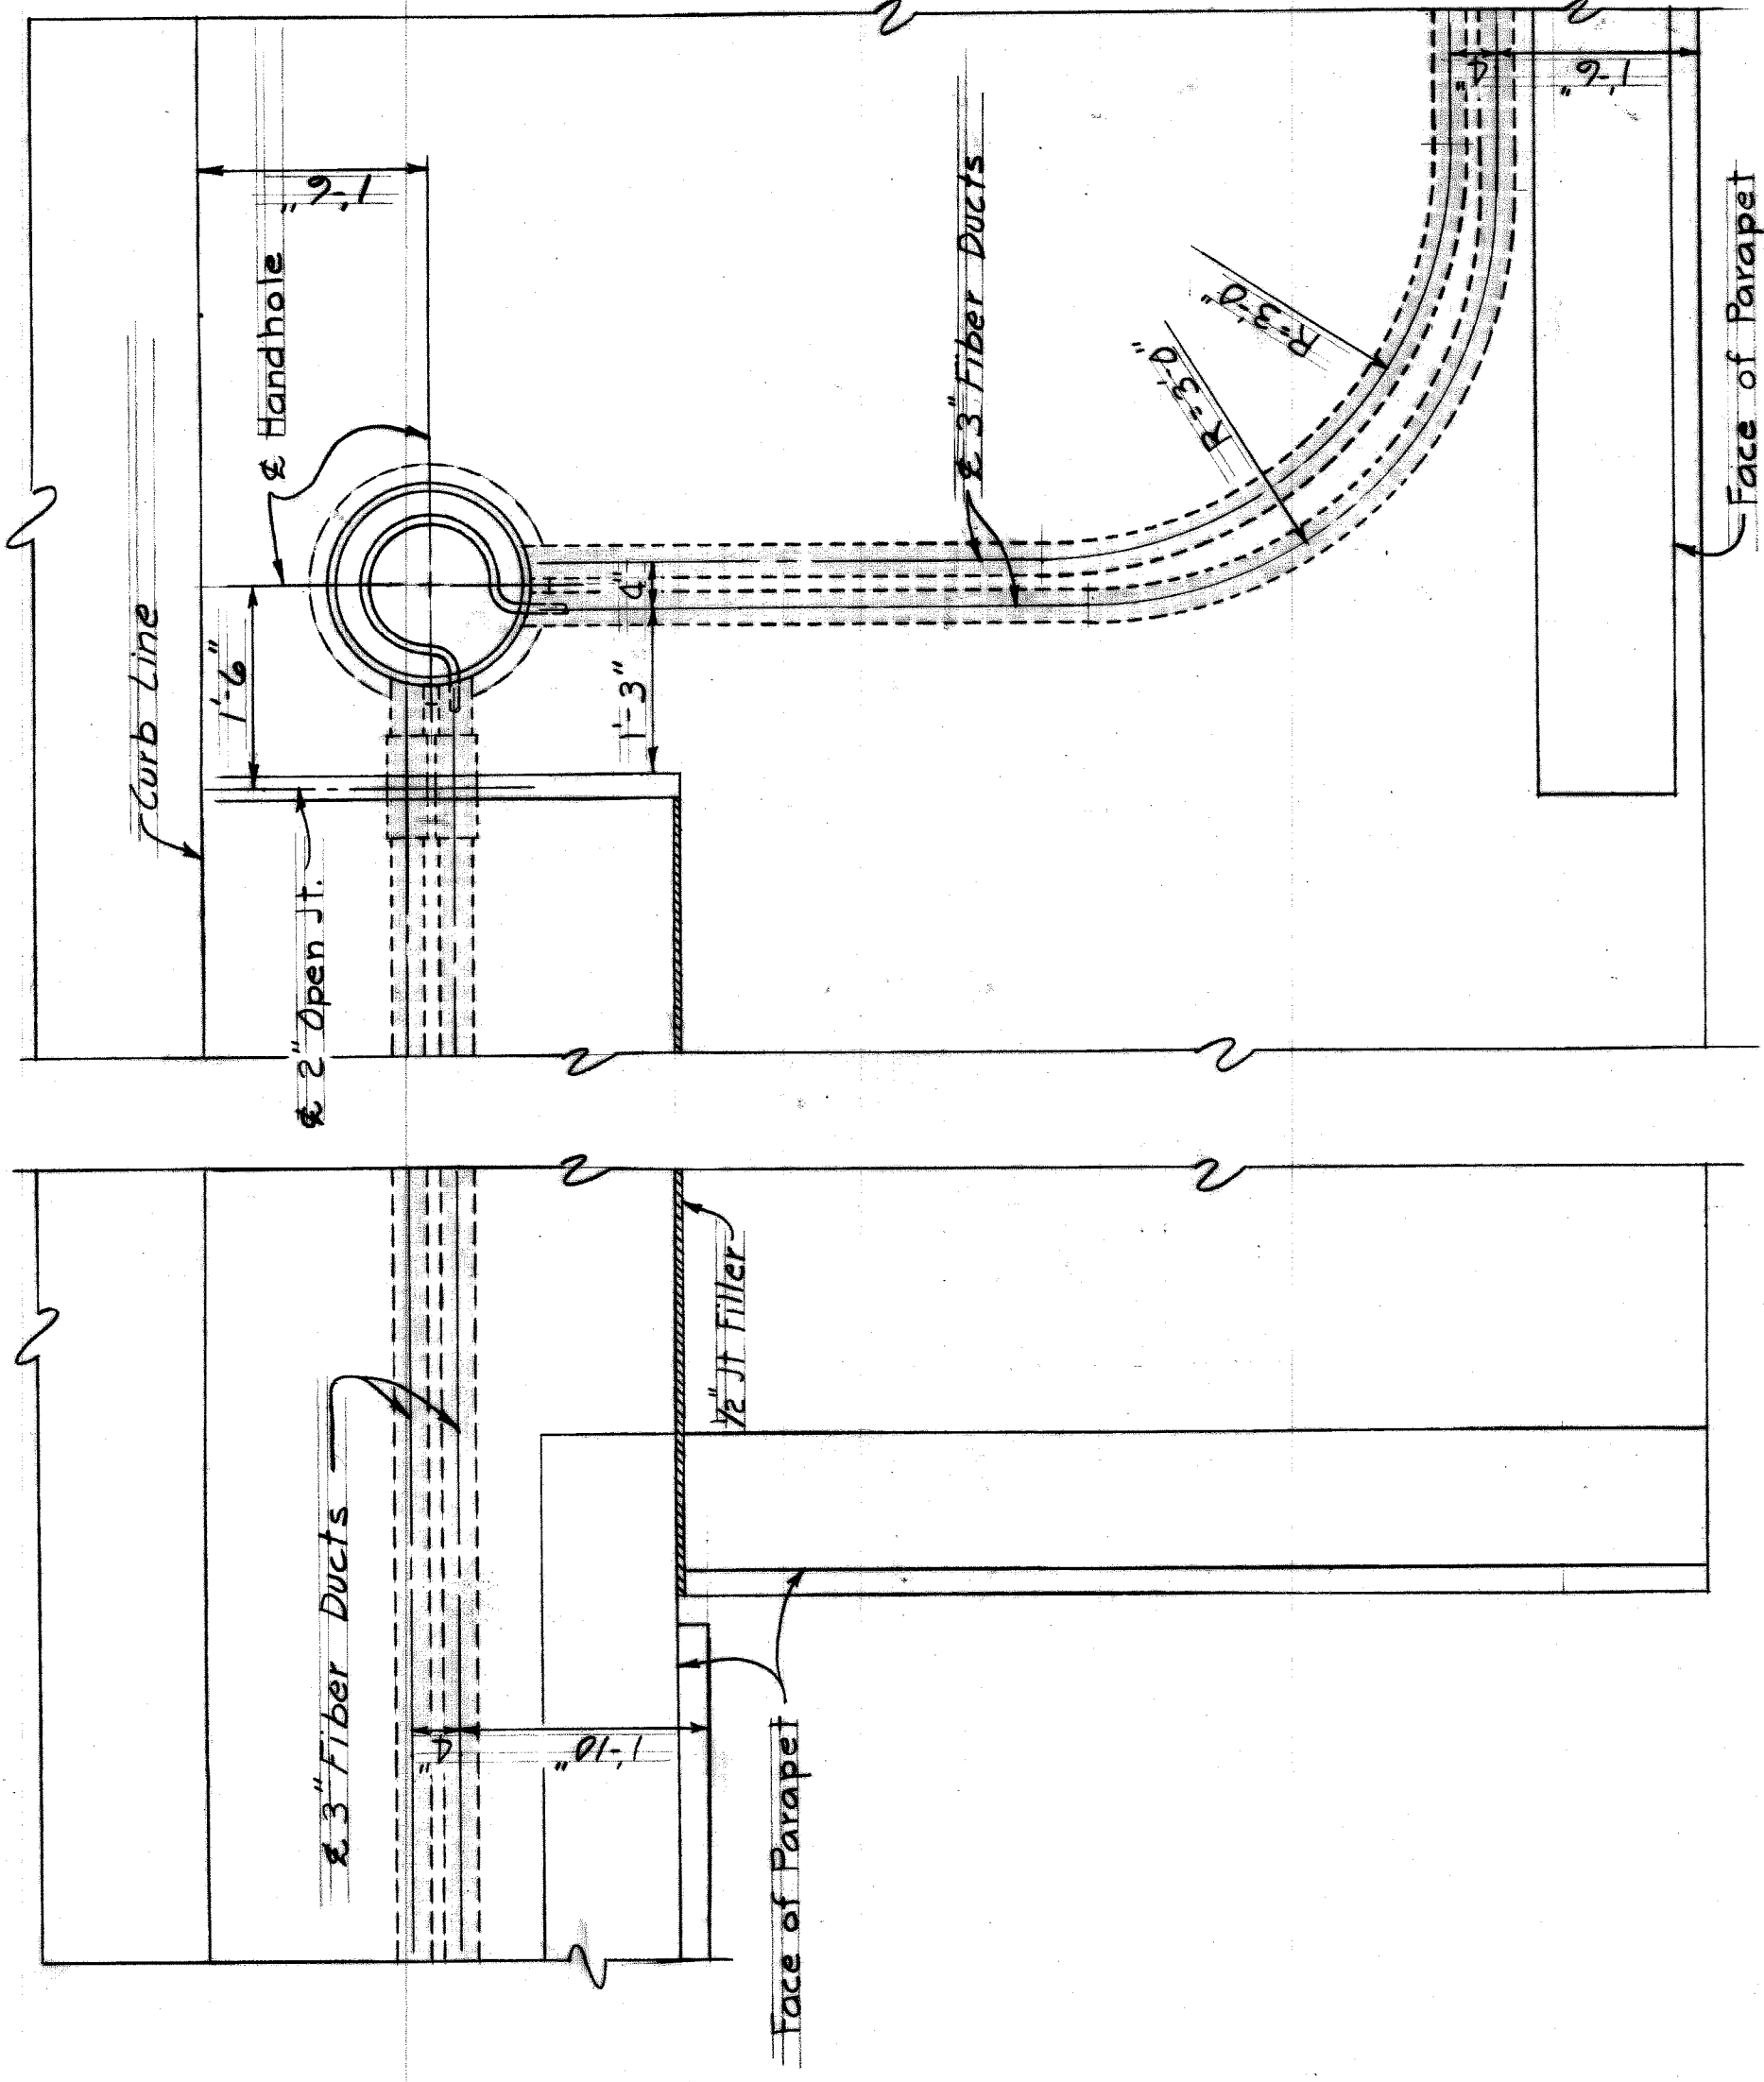 Curb Line
℄ Handhole
1'-6"
1'-6"
℄ 2" Open Jt.
4"
1'-3"
℄ 3" Fiber Ducts
R=3'-0"
R=3'-0"
4"
1'-6"
Face of Parapet
℄ 3" Fiber Ducts
½" Jt Filler
4"
1'-10"
Face of Parapet